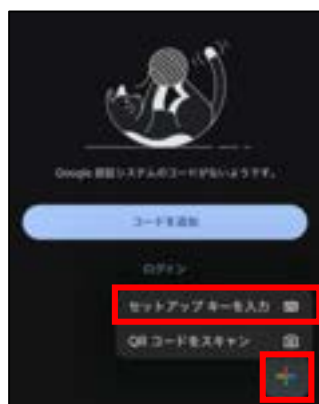 Google 認証システムのコードがないようです。
コードを追加
ログイン
セットアップ キーを入力
QR コードをスキャン